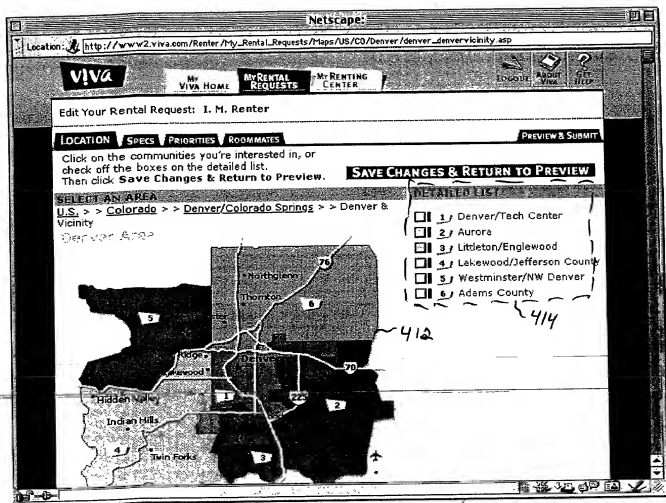 Netscape:
Location: http://www2.viva.com/Renter/My_Rental_Requests/Maps/US/CO/Denver/denver_denvervicinity.asp
viva
MY VIVA HOME
MY RENTAL REQUESTS
MY RENTING CENTER
LOGOUT
ABOUT VIVA
GET HELP
Edit Your Rental Request: I. M. Renter
LOCATION
SPECS
PRIORITIES
ROOMMATES
PREVIEW & SUBMIT
Click on the communities you're interested in, or
check off the boxes on the detailed list.
Then click Save Changes & Return to Preview.
SAVE CHANGES & RETURN TO PREVIEW
SELECT AN AREA
U.S. > > Colorado > > Denver/Colorado Springs > > Denver &
Vicinity
Denver Area
DETAILED LIST
1 Denver/Tech Center
2 Aurora
3 Littleton/Englewood
4 Lakewood/Jefferson County
5 Westminster/NW Denver
6 Adams County
414
412
76
Northglenn
Thornton
6
5
Denver
70
Hidden Valley
1
225
2
Indian Hills
4
Twin Forks
3